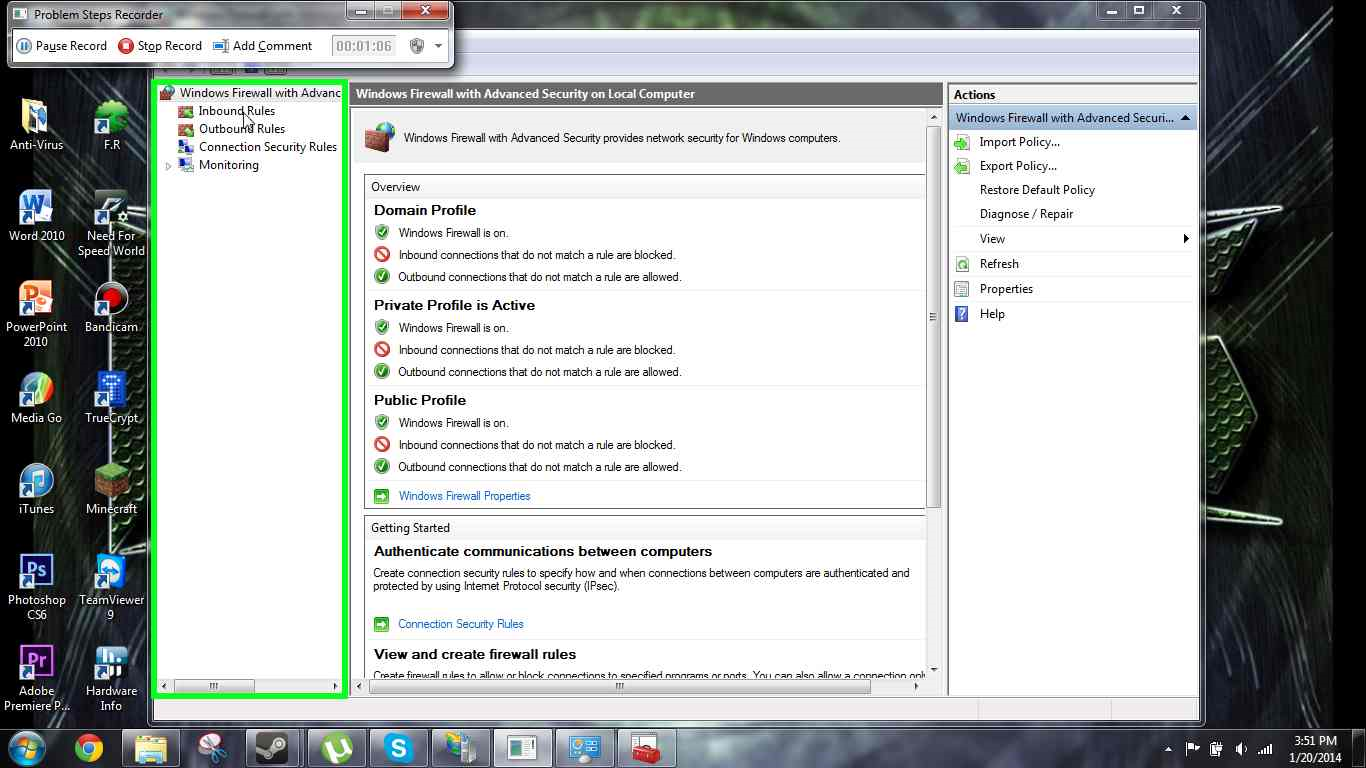 Problem Steps Recorder
Pause Record
Stop Record
Add Comment
00:01:06
Anti-Virus
F.R
Word 2010
Need For
Speed World
PowerPoint
2010
Bandicam
Media Go
TrueCrypt
iTunes
Minecraft
Photoshop
CS6
TeamViewer
9
Adobe
Premiere P...
Hardware
Info
Windows Firewall with Advanc
Inbound Rules
Outbound Rules
Connection Security Rules
Monitoring
Windows Firewall with Advanced Security on Local Computer
Windows Firewall with Advanced Security provides network security for Windows computers.
Overview
Domain Profile
Windows Firewall is on.
Inbound connections that do not match a rule are blocked.
Outbound connections that do not match a rule are allowed.
Private Profile is Active
Windows Firewall is on.
Inbound connections that do not match a rule are blocked.
Outbound connections that do not match a rule are allowed.
Public Profile
Windows Firewall is on.
Inbound connections that do not match a rule are blocked.
Outbound connections that do not match a rule are allowed.
Windows Firewall Properties
Getting Started
Authenticate communications between computers
Create connection security rules to specify how and when connections between computers are authenticated and
protected by using Internet Protocol security (IPsec).
Connection Security Rules
View and create firewall rules
Create firewall rules to allow or block connections to specified programs or ports. You can also allow a connection only
Actions
Windows Firewall with Advanced Securi...
Import Policy...
Export Policy...
Restore Default Policy
Diagnose / Repair
View
Refresh
Properties
Help
3:51 PM
1/20/2014